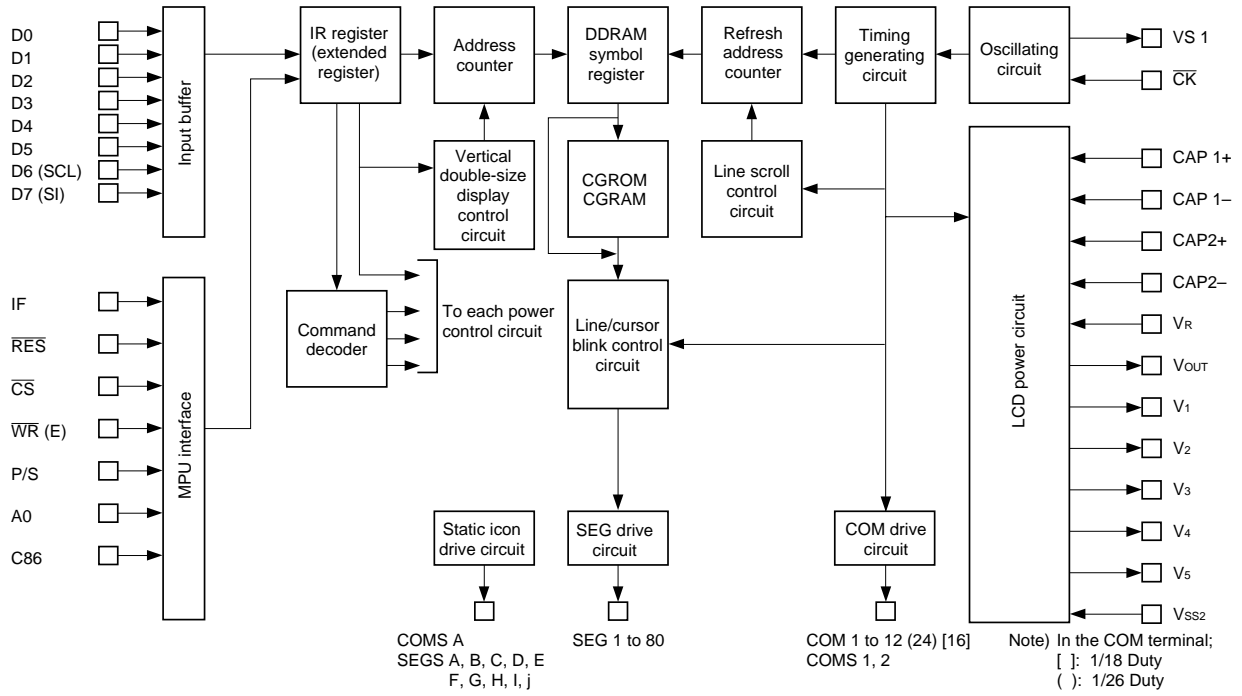 D0
D1
D2
D3
D4
D5
D6 (SCL)
D7 (SI)
Input buffer
IF
RES
CS
WR (E)
P/S
A0
C86
MPU interface
IR register
(extended
register)
Address
counter
DDRAM
symbol
register
Refresh
address
counter
Timing
generating
circuit
Oscillating
circuit
VS 1
CK
Vertical
double-size
display
control
circuit
CGROM
CGRAM
Line scroll
control
circuit
Command
decoder
To each power
control circuit
Line/cursor
blink control
circuit
LCD power circuit
CAP 1+
CAP 1–
CAP2+
CAP2–
VR
VOUT
V1
V2
V3
V4
V5
VSS2
Static icon
drive circuit
SEG drive
circuit
COM drive
circuit
COMS A
SEGS A, B, C, D, E
F, G, H, I, j
SEG 1 to 80
COM 1 to 12 (24) [16]
COMS 1, 2
Note) In the COM terminal;
[ ]: 1/18 Duty
( ): 1/26 Duty